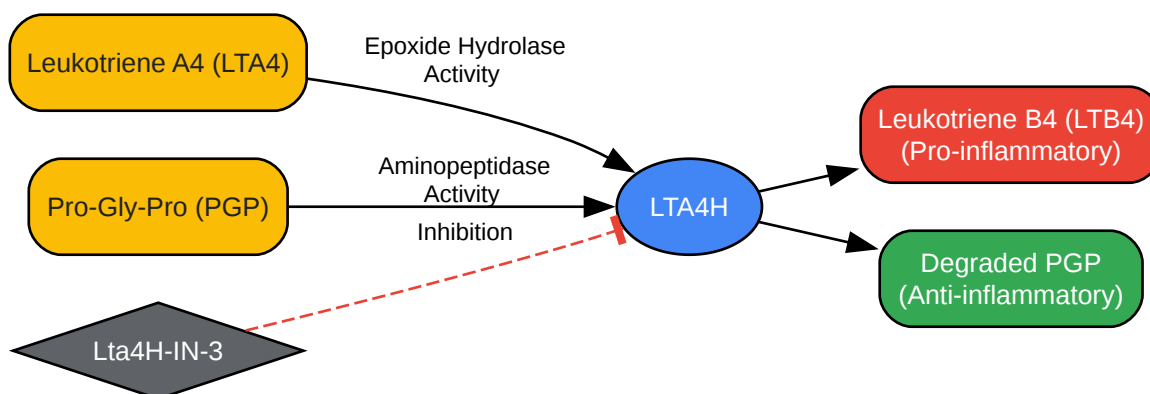 Leukotriene A4 (LTA4)
Epoxide Hydrolase
Activity
Pro-Gly-Pro (PGP)
Aminopeptidase
Activity
Inhibition
Lta4H-IN-3
LTA4H
Leukotriene B4 (LTB4)
(Pro-inflammatory)
Degraded PGP
(Anti-inflammatory)